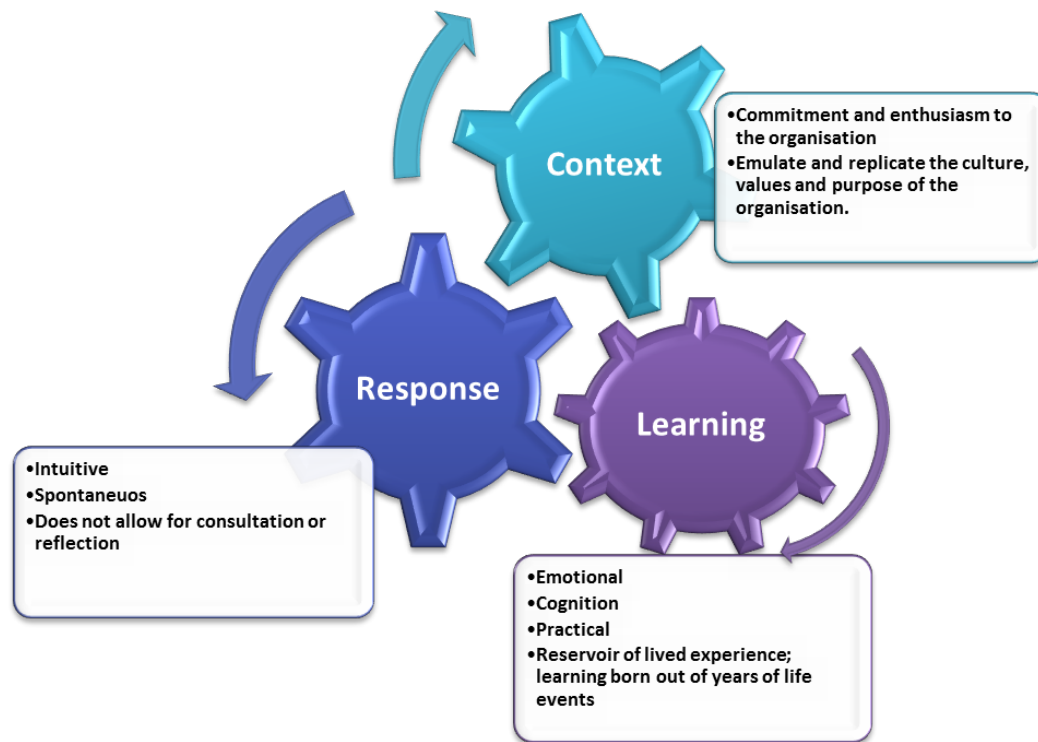 Context
•Commitment and enthusiasm to
the organisation
•Emulate and replicate the culture,
values and purpose of the
organisation.
Response
•Intuitive
•Spontaneuos
•Does not allow for consultation or
reflection
Learning
•Emotional
•Cognition
•Practical
•Reservoir of lived experience;
learning born out of years of life
events